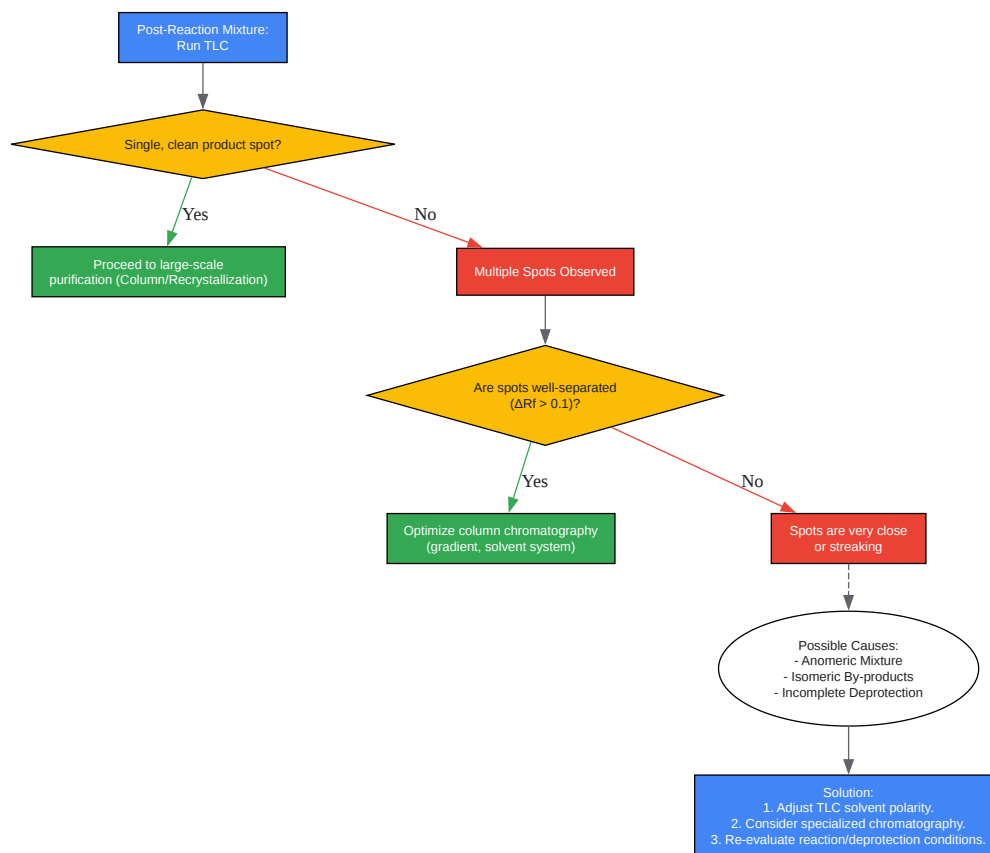 Post-Reaction Mixture:
Run TLC
Single, clean product spot?
Yes
No
Proceed to large-scale
purification (Column/Recrystallization)
Multiple Spots Observed
Are spots well-separated
(ΔRf > 0.1)?
Yes
No
Optimize column chromatography
(gradient, solvent system)
Spots are very close
or streaking
Possible Causes:
- Anomeric Mixture
- Isomeric By-products
- Incomplete Deprotection
Solution:
1. Adjust TLC solvent polarity.
2. Consider specialized chromatography.
3. Re-evaluate reaction/deprotection conditions.